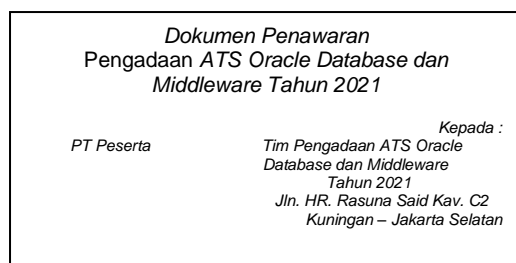 Dokumen Penawaran
Pengadaan ATS Oracle Database dan
Middleware Tahun 2021
Kepada :
PT Peserta Tim Pengadaan ATS Oracle
Database dan Middleware
Tahun 2021
Jln. HR. Rasuna Said Kav. C2
Kuningan – Jakarta Selatan